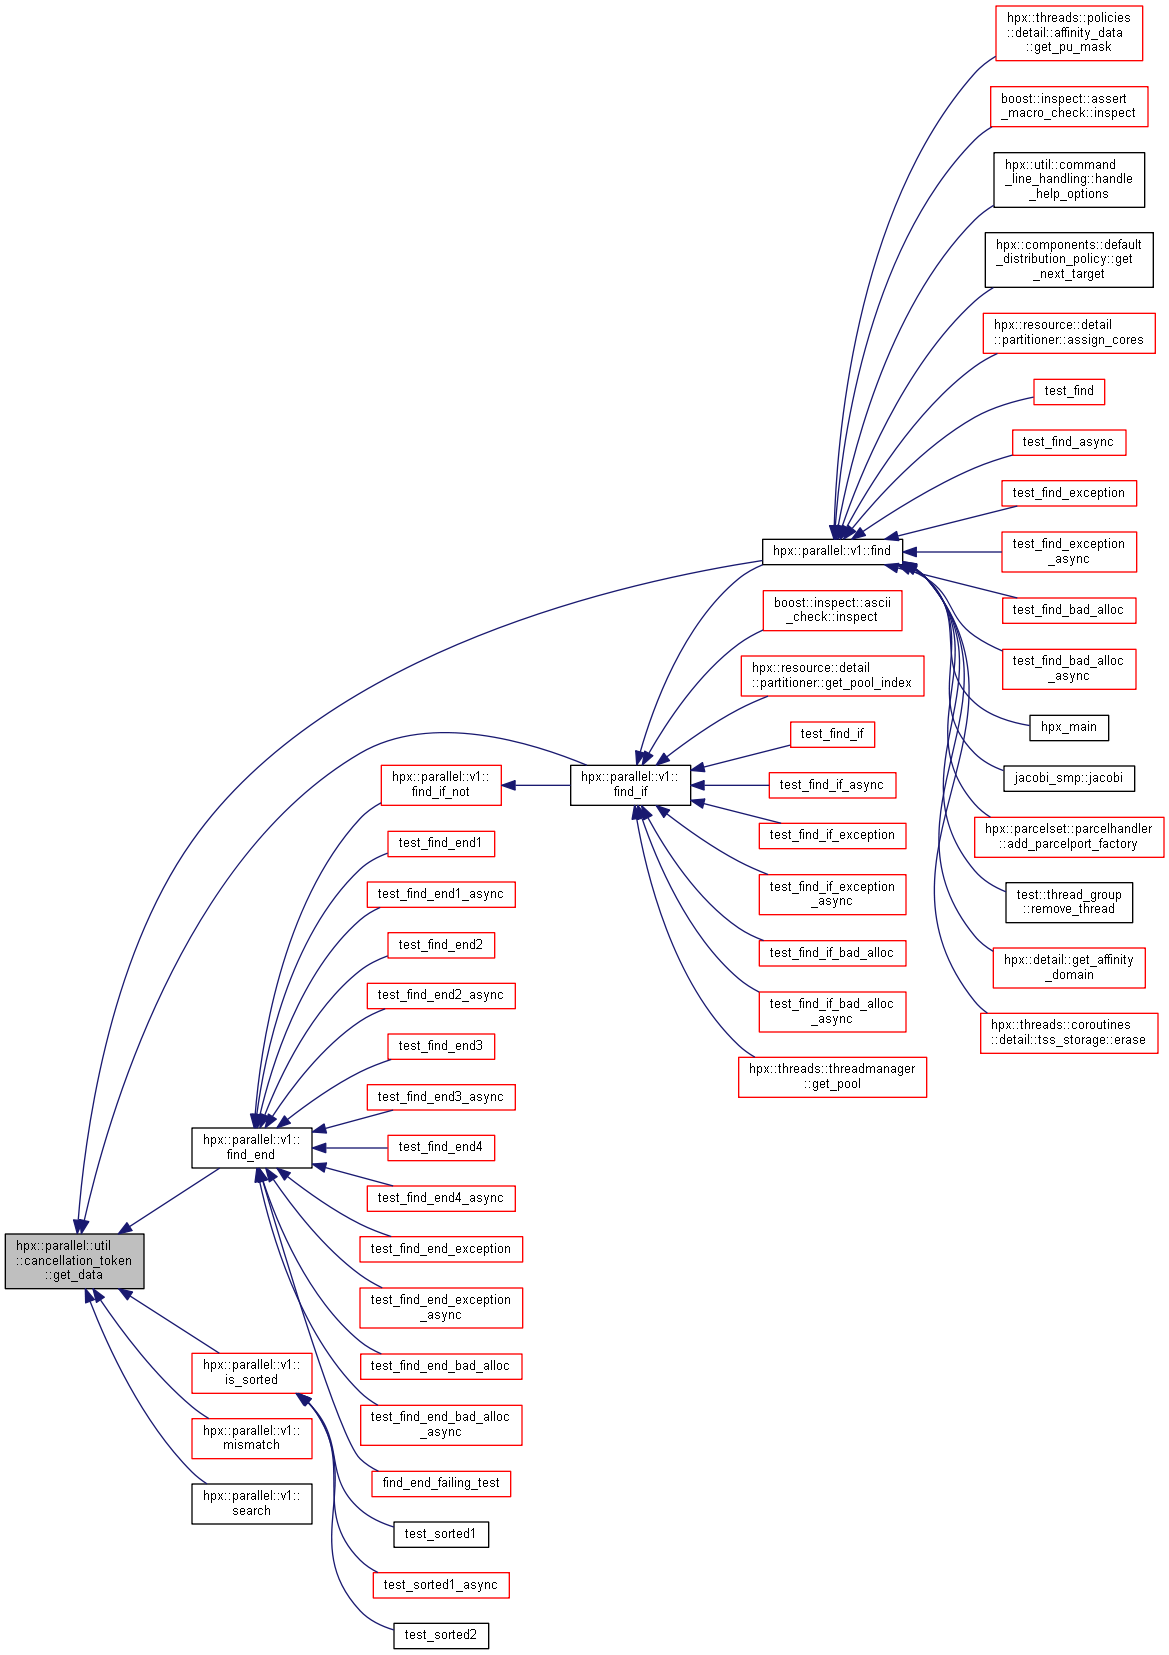 hpx::threads::policies
::detail::affinity_data
::get_pu_mask
boost::inspect::assert
_macro_check::inspect
hpx::util::command
_line_handling::handle
_help_options
hpx::components::default
_distribution_policy::get
_next_target
hpx::resource::detail
::partitioner::assign_cores
test_find
test_find_async
test_find_exception
hpx::parallel::v1::find
test_find_exception
_async
test_find_bad_alloc
boost::inspect::ascii
_check::inspect
test_find_bad_alloc
_async
hpx::resource::detail
::partitioner::get_pool_index
hpx_main
test_find_if
hpx::parallel::v1::
find_if_not
hpx::parallel::v1::
find_if
test_find_if_async
jacobi_smp::jacobi
test_find_if_exception
hpx::parcelset::parcelhandler
::add_parcelport_factory
test_find_end1
test_find_end1_async
test_find_if_exception
_async
test::thread_group
::remove_thread
test_find_end2
test_find_if_bad_alloc
hpx::detail::get_affinity
_domain
test_find_end2_async
test_find_if_bad_alloc
_async
hpx::threads::coroutines
::detail::tss_storage::erase
test_find_end3
hpx::threads::threadmanager
::get_pool
test_find_end3_async
hpx::parallel::v1::
find_end
test_find_end4
test_find_end4_async
hpx::parallel::util
::cancellation_token
::get_data
test_find_end_exception
test_find_end_exception
_async
hpx::parallel::v1::
is_sorted
test_find_end_bad_alloc
test_find_end_bad_alloc
_async
hpx::parallel::v1::
mismatch
find_end_failing_test
hpx::parallel::v1::
search
test_sorted1
test_sorted1_async
test_sorted2